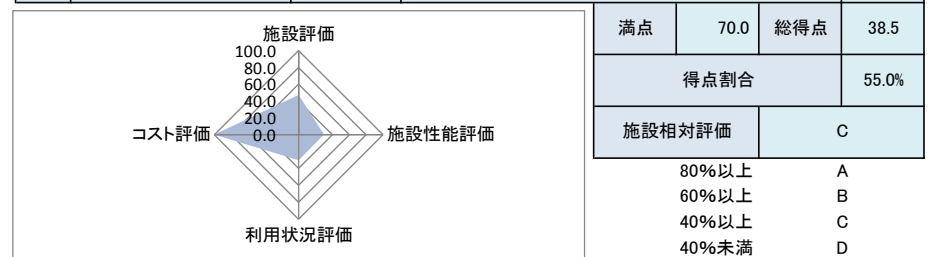 施設評価
100.0
80.0
60.0
40.0
20.0
0.0
コスト評価
施設性能評価
利用状況評価
満点 70.0 総得点 38.5
得点割合 55.0%
施設相対評価 C
80%以上 A
60%以上 B
40%以上 C
40%未満 D